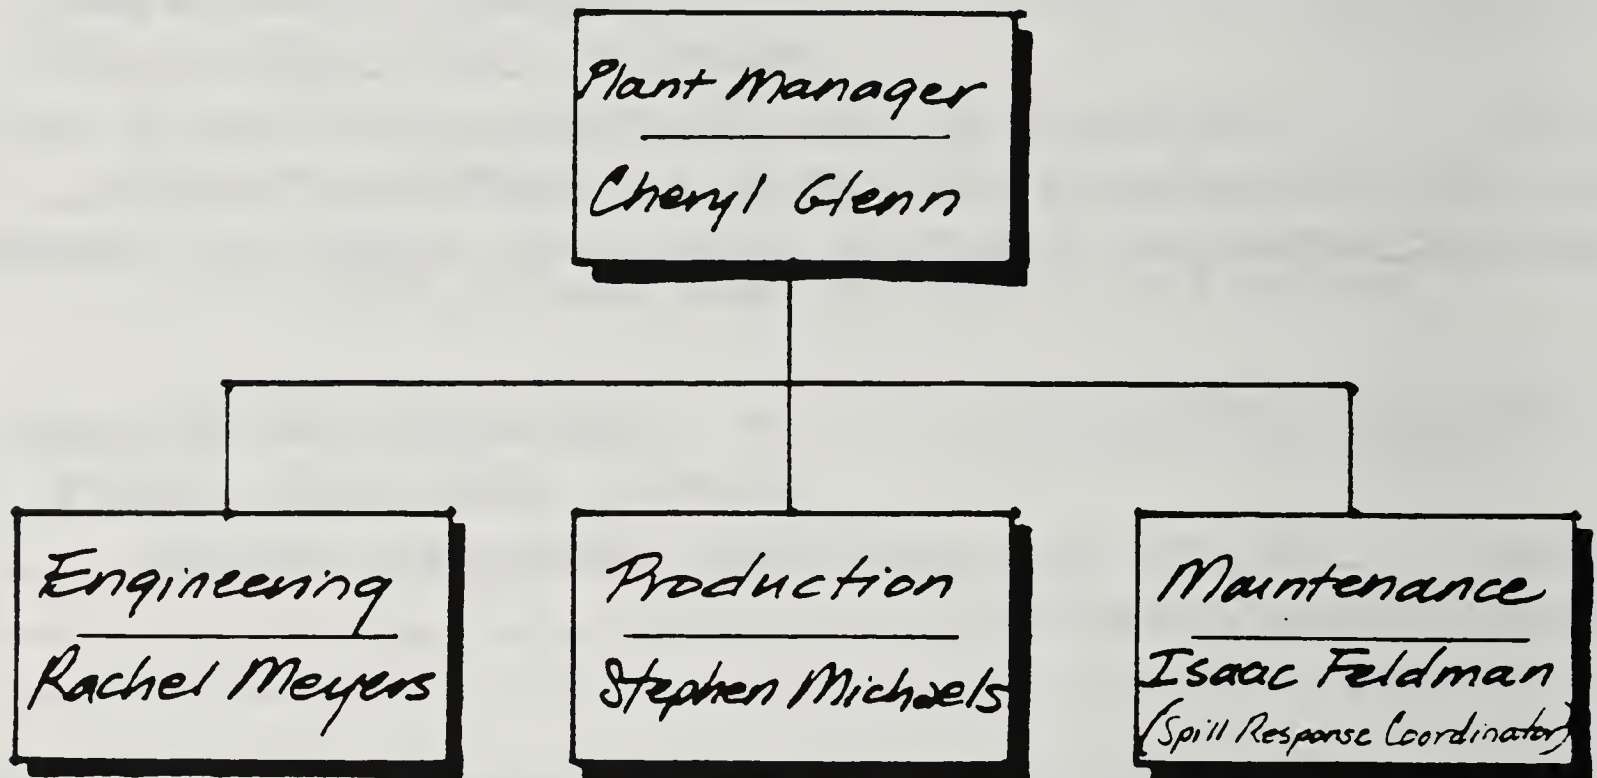 Plant Manager
Cheryl Glenn
Engineering
Rachel Meyers
Production
Stephen Michaels
Maintenance
Isaac Feldman
(Spill Response Coordinator)